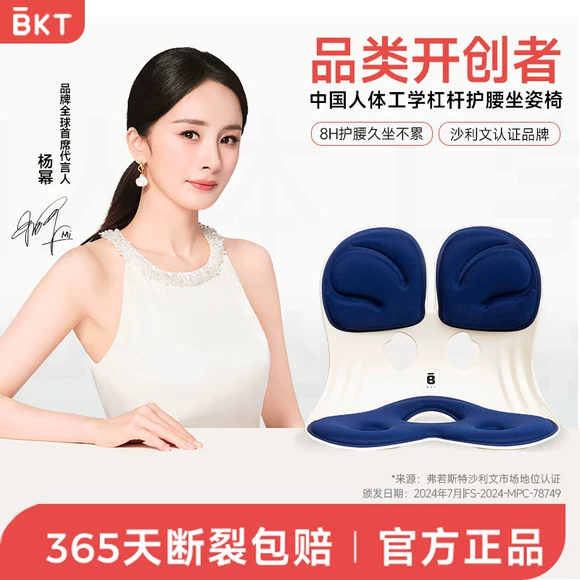 BKT
品牌全球首席代言人
杨幂
品类开创者
中国人体工学杠杆护腰坐姿椅
8H护腰久坐不累
沙利文认证品牌
BKT
*来源：弗若斯特沙利文市场地位认证
颁发日期：2024年7月|FS-2024-MPC-78749
365天断裂包赔 | 官方正品